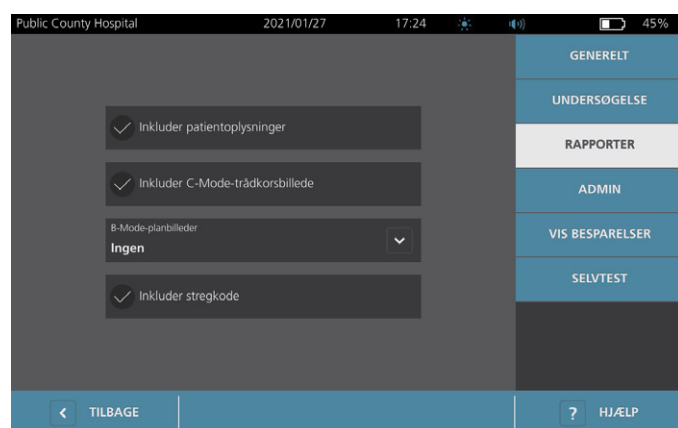 Public County Hospital 2021/01/27 17:24 45%
GENERELT
UNDERSØGELSE
RAPPORTER
ADMIN
VIS BESPARELSER
SELVTEST
Inkluder patientoplysninger
Inkluder C-Mode-trådkorsbillede
B-Mode-planbilleder
Ingen
Inkluder stregkode
TILBAGE
? HJÆLP